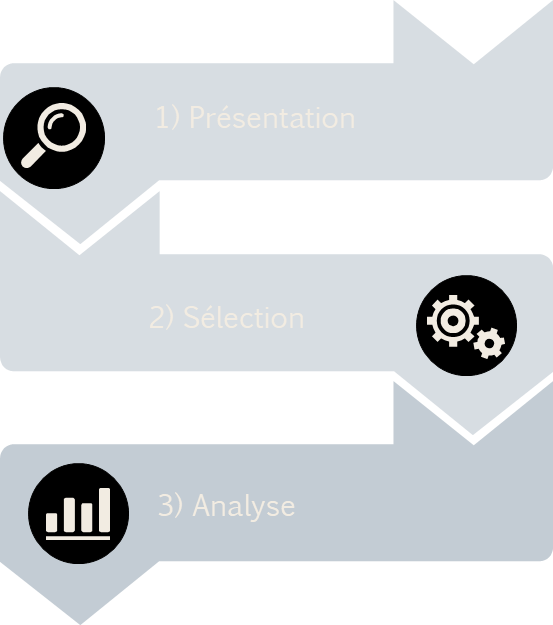 1) Présentation
2) Sélection
3) Analyse